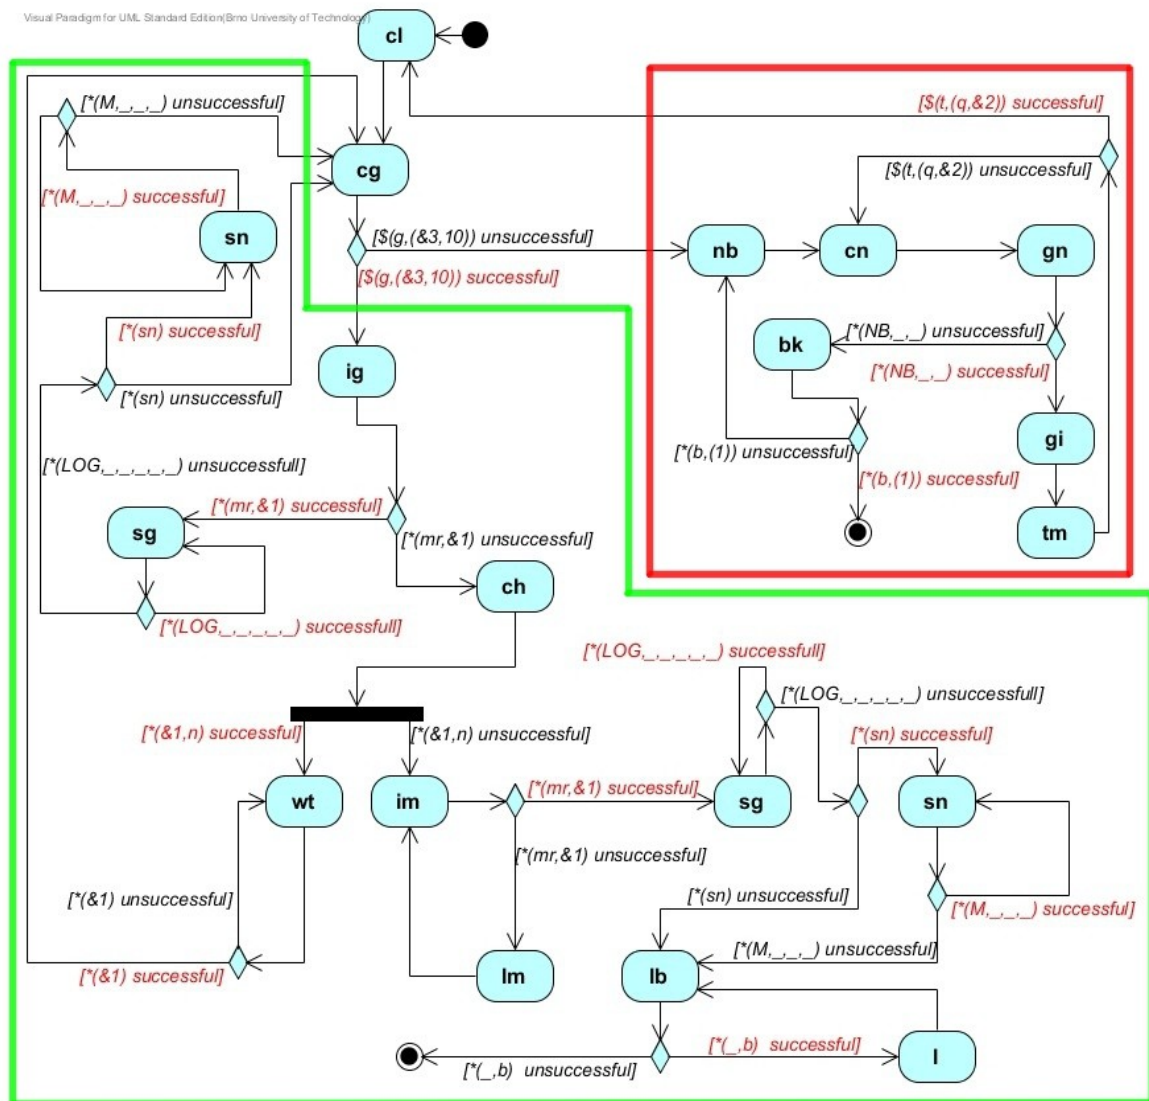 Visual Paradigm for UML Standard Edition(Brno University of Technology)
cl
[*(M,_,_,_) unsuccessful]
[$(t,(q,&2)) successful]
cg
[$(t,(q,&2)) unsuccessful]
[*(M,_,_,_) successful]
sn
[$(g,(&3,10)) unsuccessful]
nb
cn
gn
[$(g,(&3,10)) successful]
[*(sn) successful]
bk
[*(NB,_,_) unsuccessful]
ig
[*(NB,_,_) successful]
[*(sn) unsuccessful]
gi
[*(b,(1)) unsuccessful]
[*(LOG,_,_,_,_,_) unsuccessfull]
[*(b,(1)) successful]
[*(mr,&1) successful]
sg
[*(mr,&1) unsuccessful]
tm
ch
[*(LOG,_,_,_,_,_) successfull]
[*(LOG,_,_,_,_,_) successfull]
[*(LOG,_,_,_,_,_) unsuccessfull]
[*(&1,n) successful]
[*(&1,n) unsuccessful]
[*(sn) successful]
wt
im
[*(mr,&1) successful]
sg
sn
[*(mr,&1) unsuccessful]
[*(&1) unsuccessful]
[*(sn) unsuccessful]
[*(M,_,_,_) successful]
[*(M,_,_,_) unsuccessful]
[*(&1) successful]
lm
lb
[*(_,b) successful]
l
[*(_,b) unsuccessful]